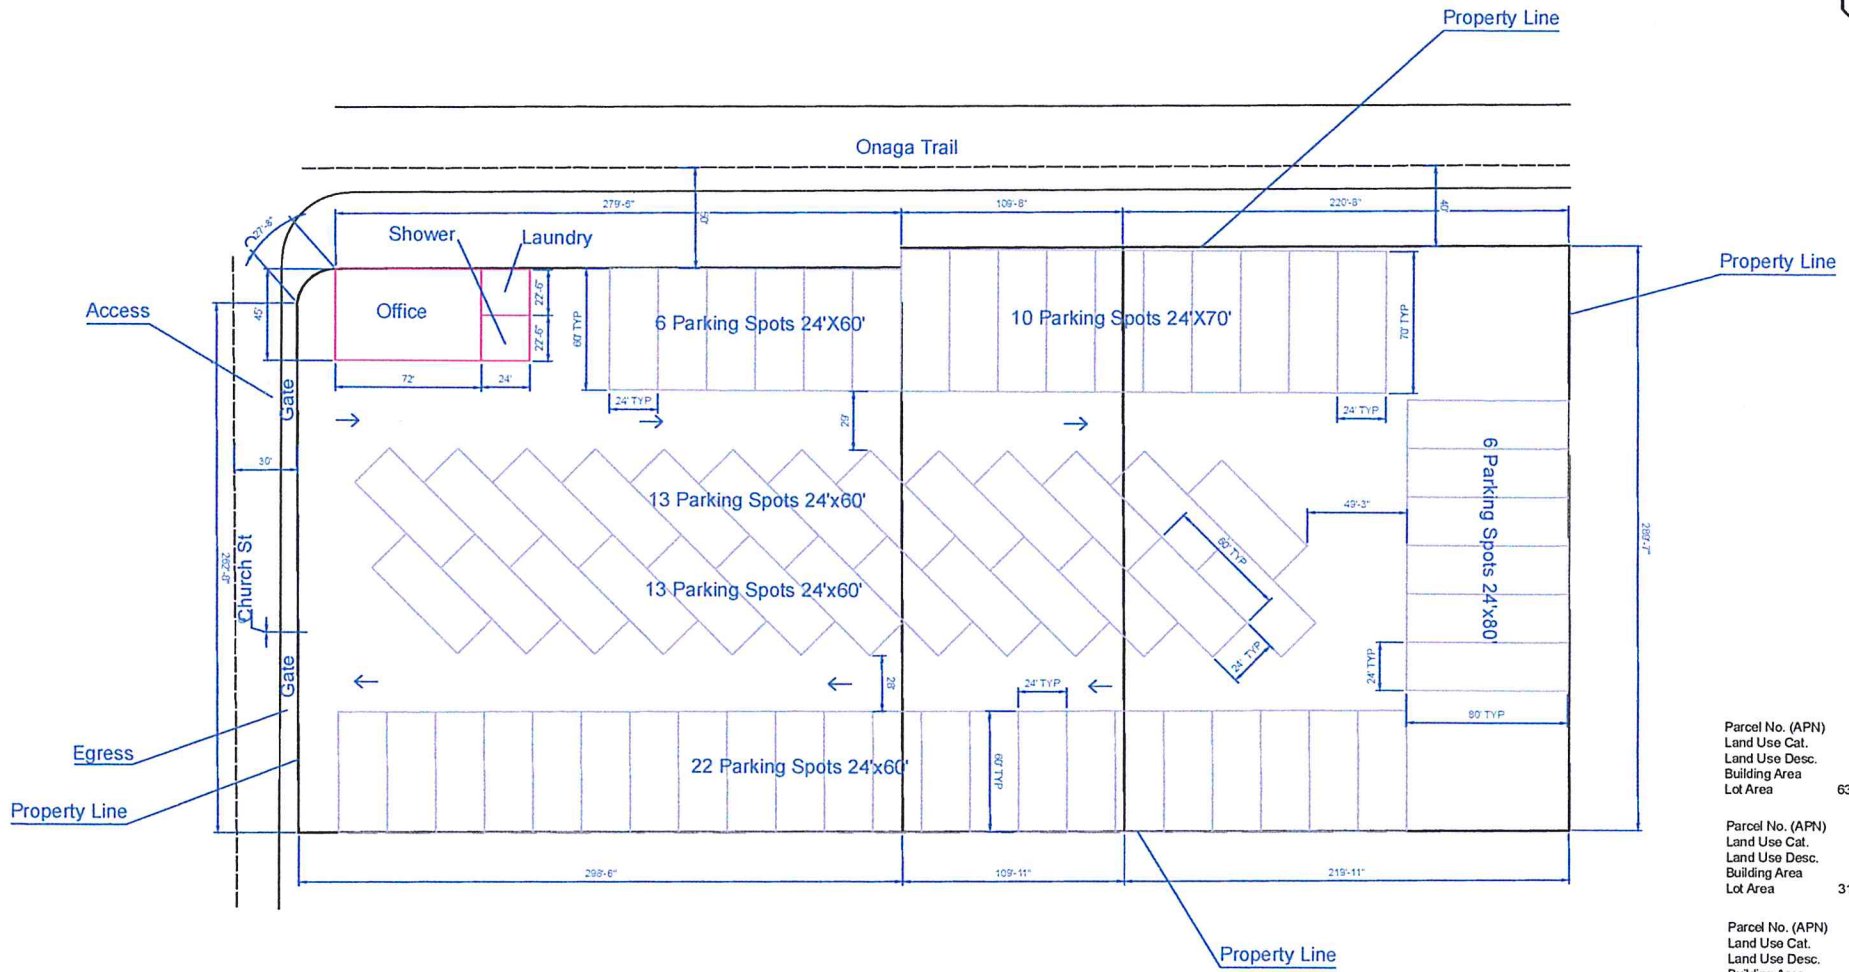 Property Line
Onaga Trail
279'-6"
109'-8"
220'-8"
50'
40'
27'-8"
Shower
Laundry
Property Line
Access
45'
Office
22'-6"
22'-6"
60' TYP
6 Parking Spots 24'X60'
10 Parking Spots 24'X70'
70' TYP
72'
24'
Gate
24' TYP
24' TYP
29'
30'
13 Parking Spots 24'x60'
49'-3"
6 Parking Spots 24'x80'
60' TYP
Church St
13 Parking Spots 24'x60'
289'-7"
24' TYP
24' TYP
Gate
28'
24' TYP
80' TYP
Egress
22 Parking Spots 24'x60'
60' TYP
Property Line
298'-6"
109'-11"
219'-11"
Property Line
Parcel No. (APN)
Land Use Cat.
Land Use Desc.
Building Area
Lot Area 63
Parcel No. (APN)
Land Use Cat.
Land Use Desc.
Building Area
Lot Area 31
Parcel No. (APN)
Land Use Cat.
Land Use Desc.